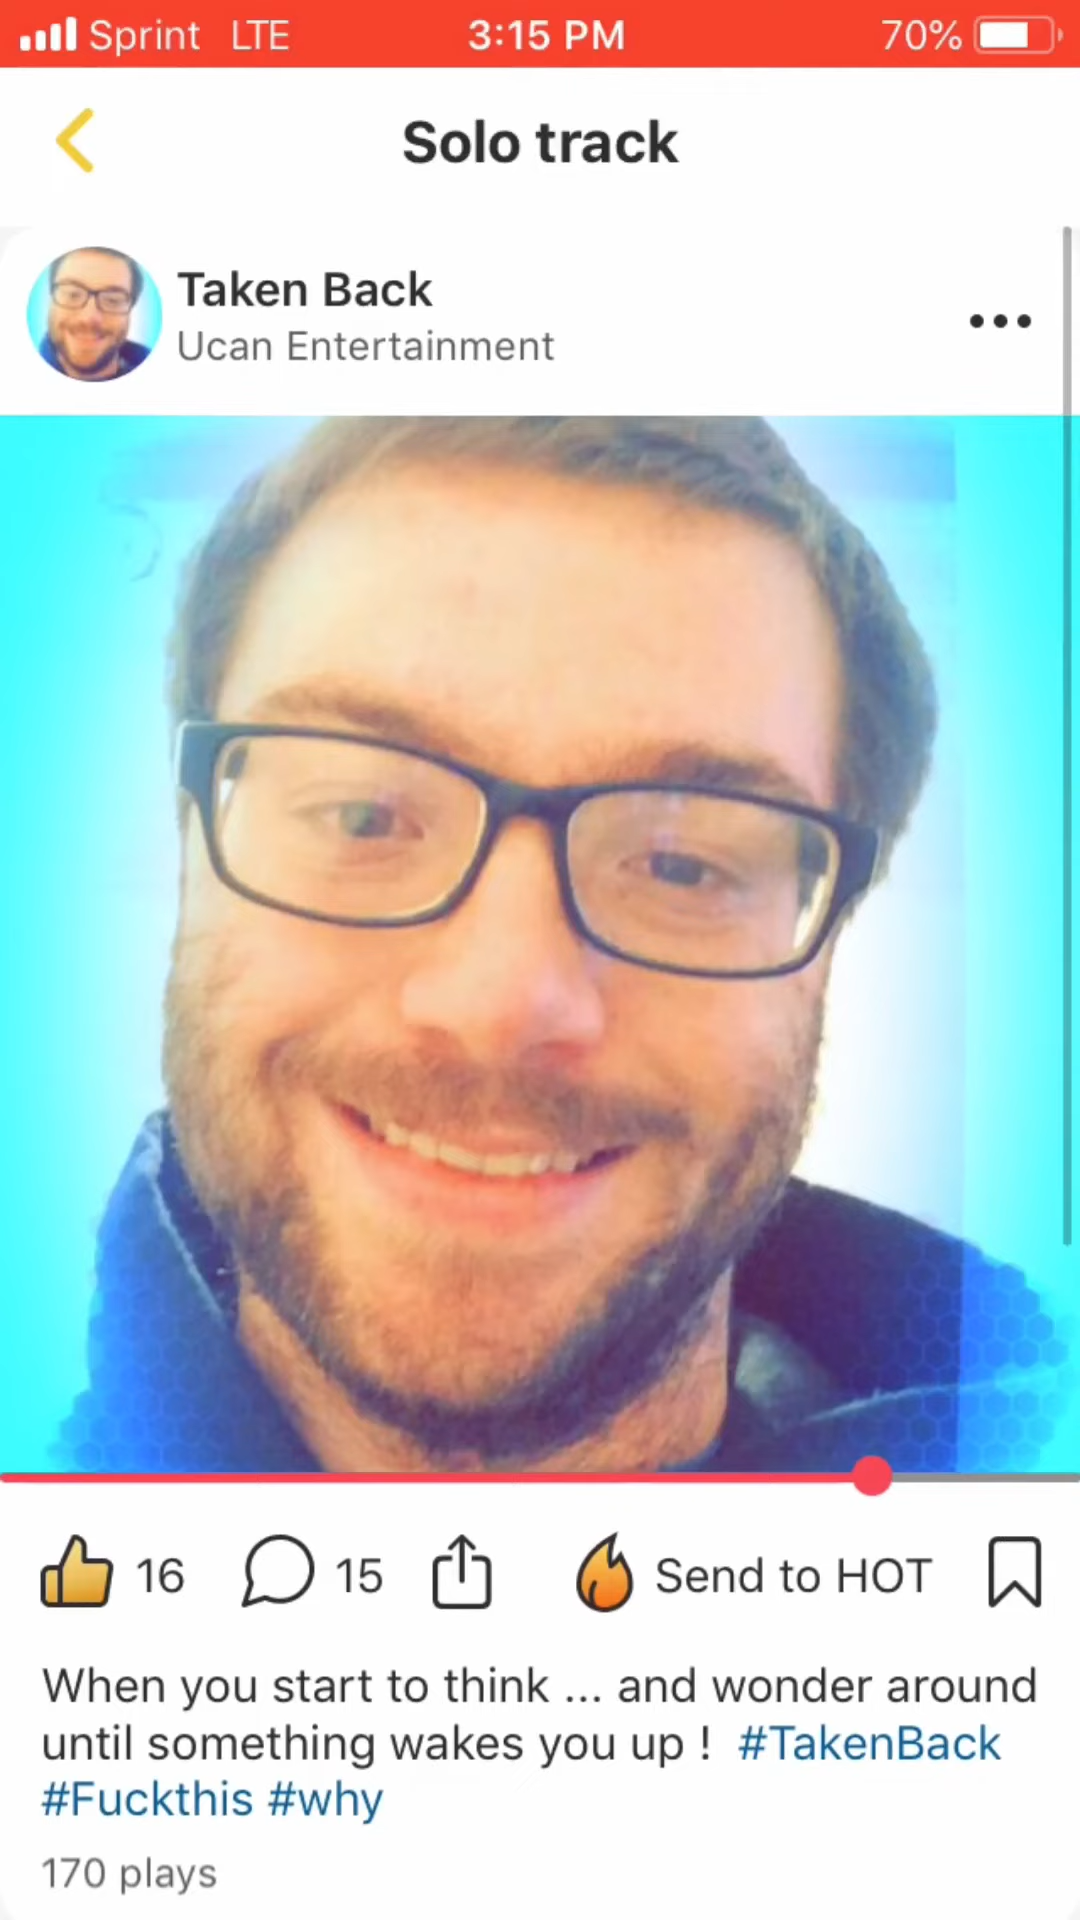 Sprint LTE 3:15 PM 70%
Solo track
Taken Back
Ucan Entertainment
16 15 Send to HOT
When you start to think ... and wonder around
until something wakes you up ! #TakenBack
#Fuckthis #why
170 plays